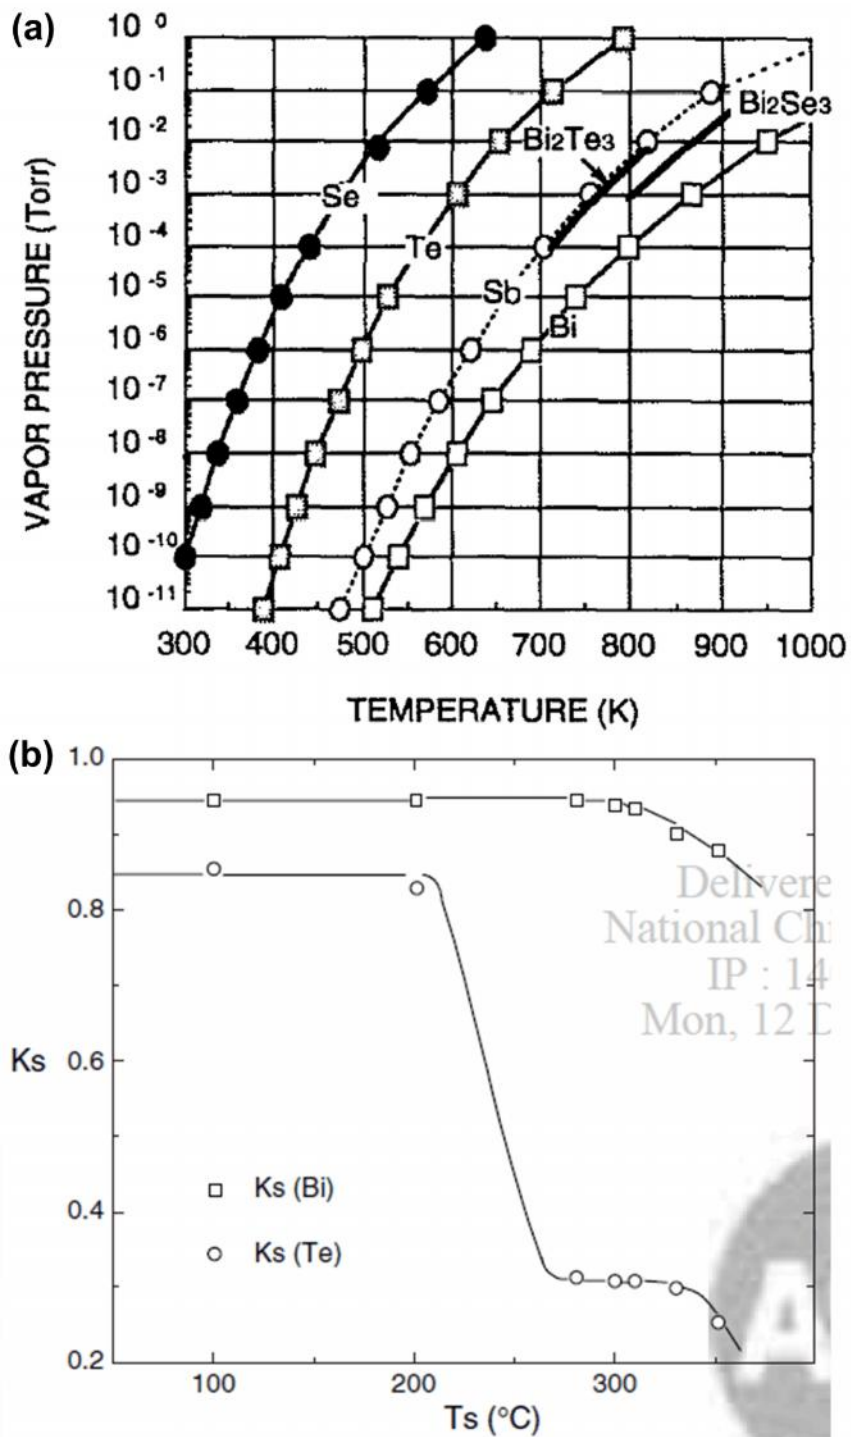 (a)
VAPOR PRESSURE (Torr)
10 0
10 -1
10 -2
10 -3
10 -4
10 -5
10 -6
10 -7
10 -8
10 -9
10 -10
10 -11
Se
Te
Sb
Bi
Bi2Te3
Bi2Se3
300 400 500 600 700 800 900 1000
TEMPERATURE (K)
(b)
Ks
1.0
0.8
0.6
0.4
0.2
Ks (Bi)
Ks (Te)
100 200 300
Ts (°C)
Delivere
National Chi
IP : 14
Mon, 12 D
A